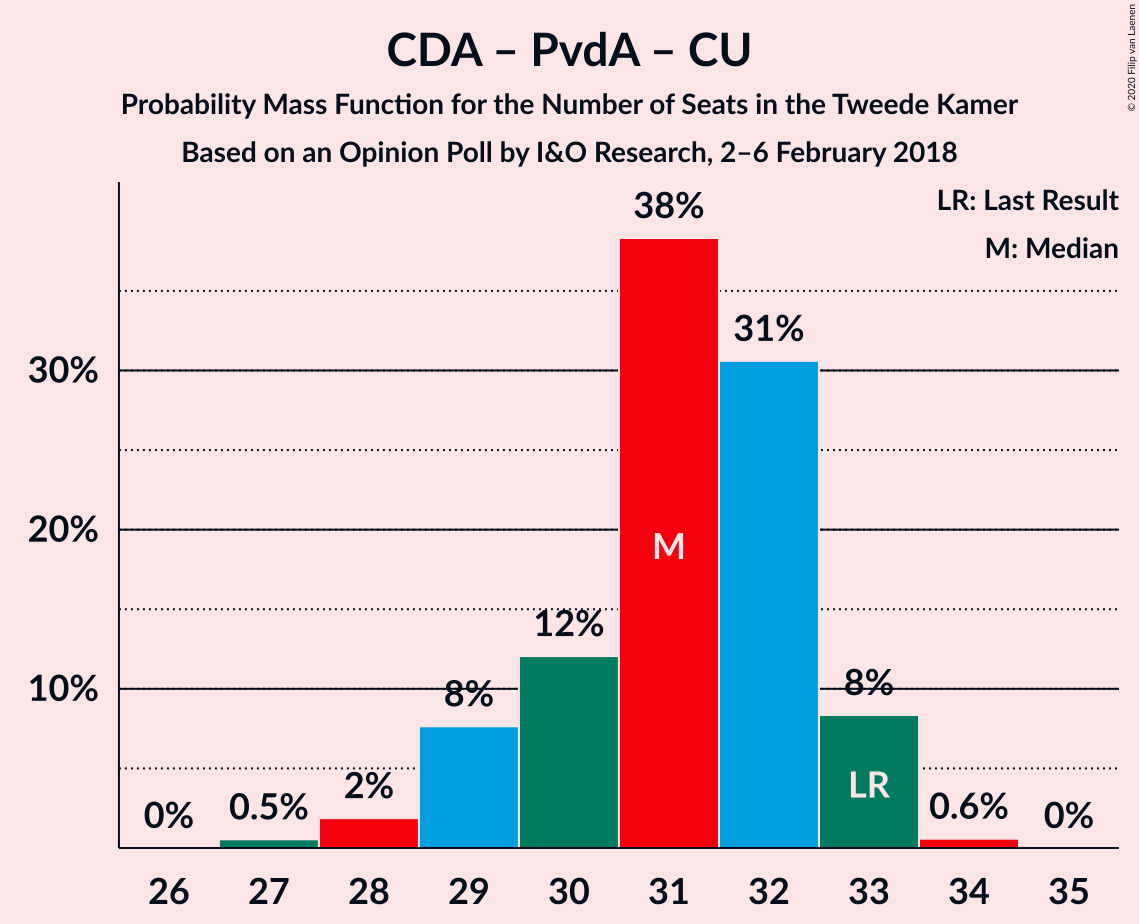 CDA – PvdA – CU
Probability Mass Function for the Number of Seats in the Tweede Kamer
Based on an Opinion Poll by I&O Research, 2–6 February 2018
© 2020 Filip van Laenen
LR: Last Result
M: Median
38%
31%
30%
20%
M
12%
10%
8%
8%
2%
LR
0%
0.5%
0.6%
0%
26 27 28 29 30 31 32 33 34 35